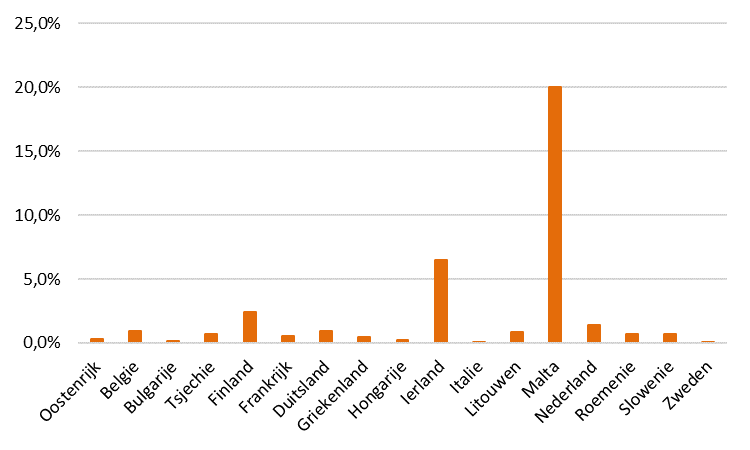 25,0%
20,0%
15,0%
10,0%
5,0%
0,0%
Oostenrijk
Belgie
Bulgarije
Tsjechie
Finland
Frankrijk
Duitsland
Griekenland
Hongarije
Ierland
Italie
Litouwen
Malta
Nederland
Roemenie
Slowenie
Zweden